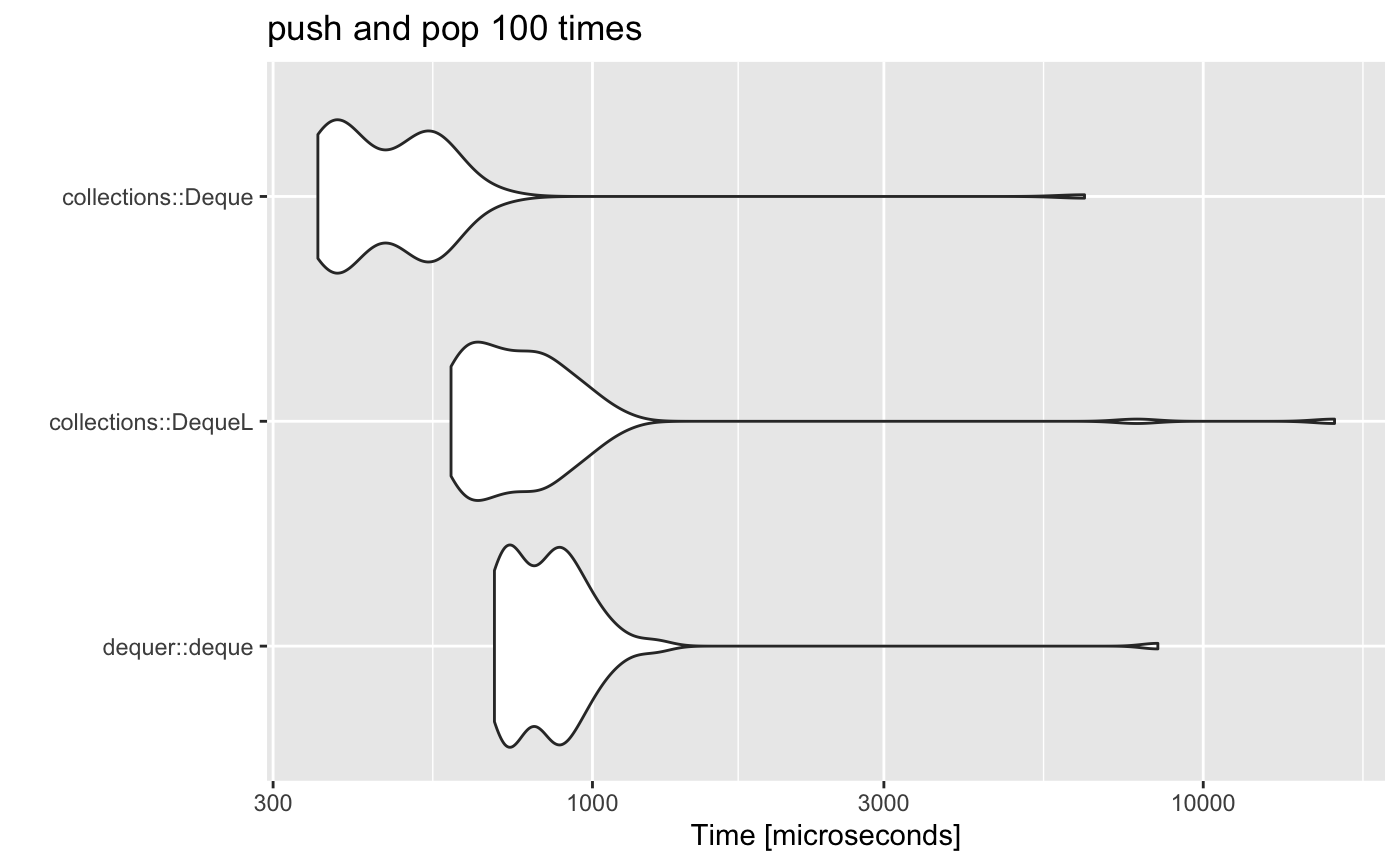 push and pop 100 times
collections::Deque
collections::DequeL
dequer::deque
300 1000 3000 10000
Time [microseconds]